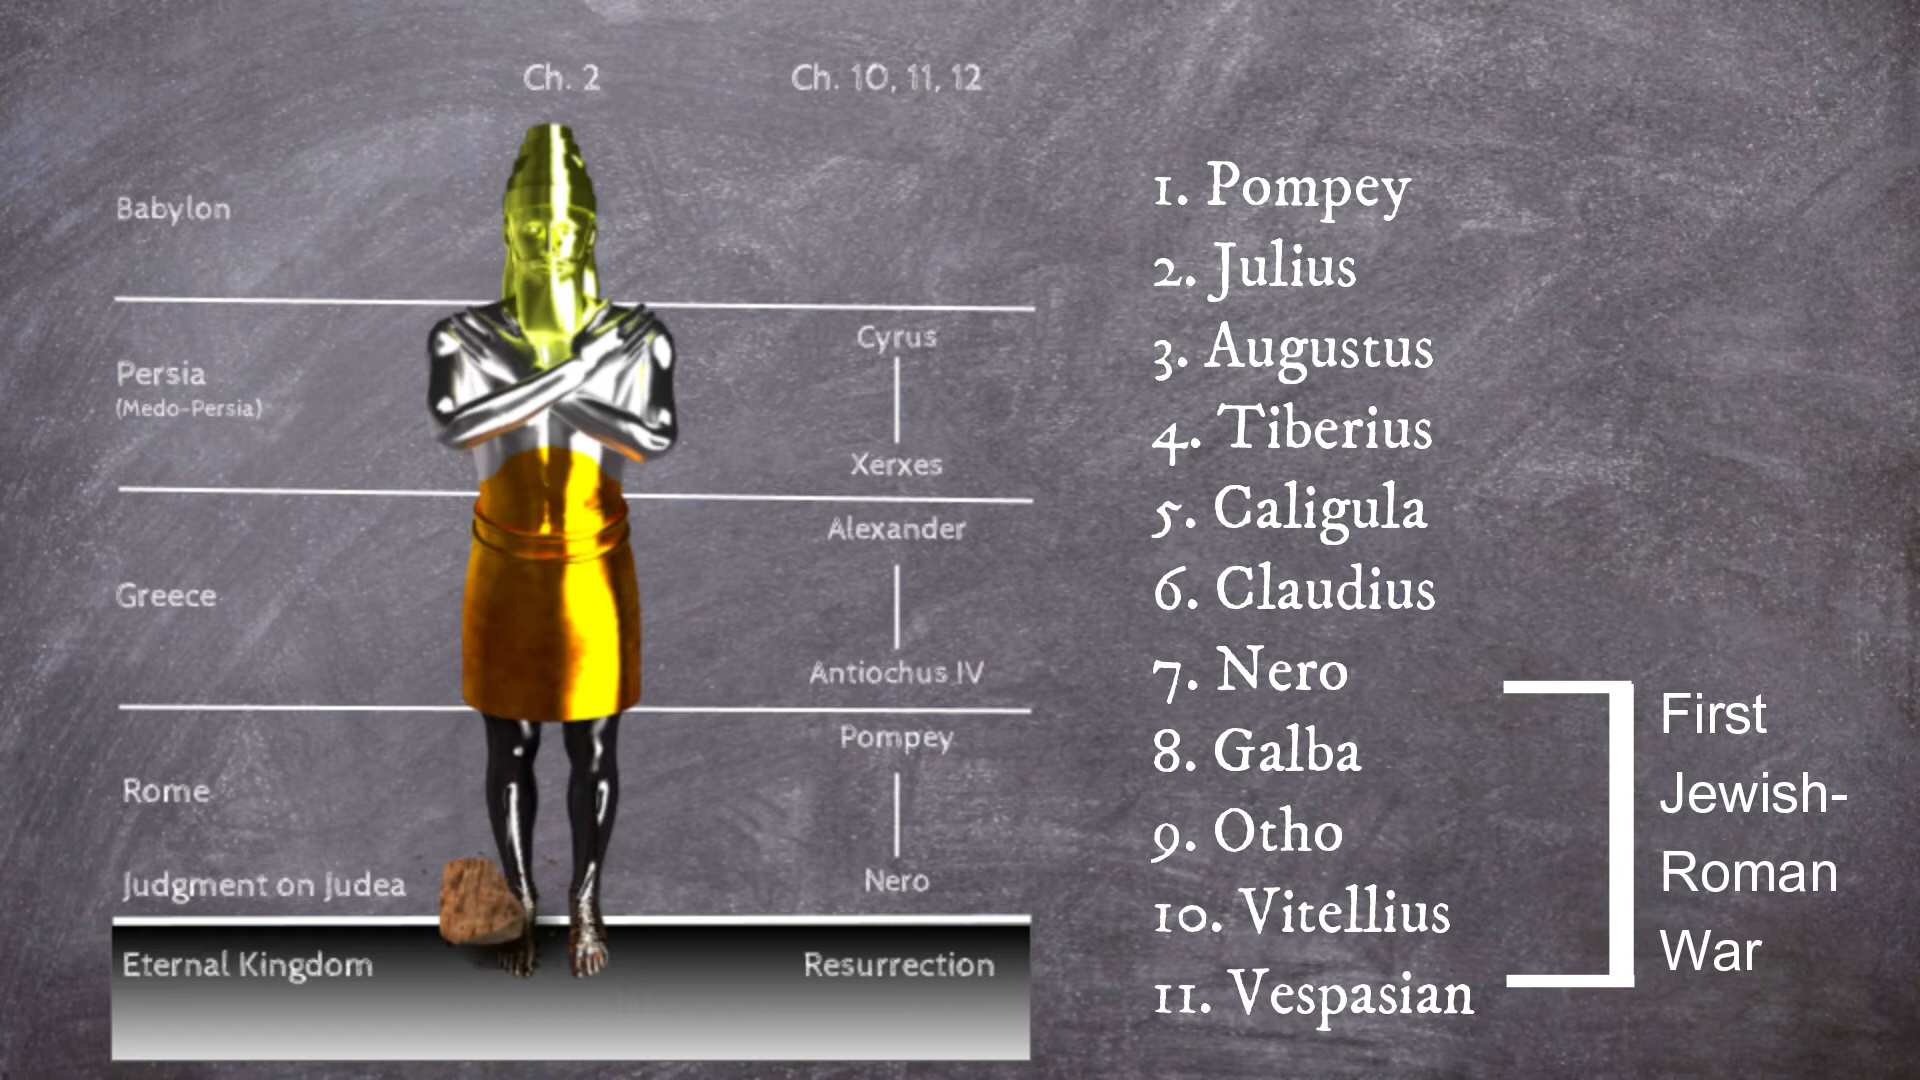 Ch. 2
Ch. 10, 11, 12
Babylon
Cyrus
Persia
(Medo-Persia)
Xerxes
Alexander
Greece
Antiochus IV
Pompey
Rome
Nero
Judgment on Judea
Eternal Kingdom
Resurrection
1. Pompey
2. Julius
3. Augustus
4. Tiberius
5. Caligula
6. Claudius
7. Nero
8. Galba
9. Otho
10. Vitellius
11. Vespasian
First
Jewish-
Roman
War